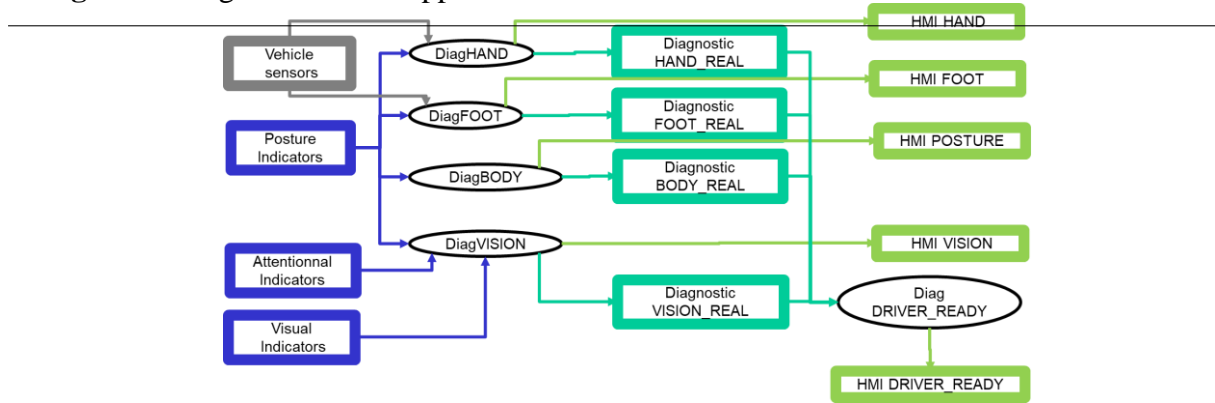 HMI HAND
Vehicle
sensors
DiagHAND
Diagnostic
HAND_REAL
HMI FOOT
DiagFOOT
Diagnostic
FOOT_REAL
Posture
Indicators
HMI POSTURE
DiagBODY
Diagnostic
BODY_REAL
DiagVISION
HMI VISION
Attentionnal
Indicators
Diagnostic
VISION_REAL
Diag
DRIVER_READY
Visual
Indicators
HMI DRIVER_READY